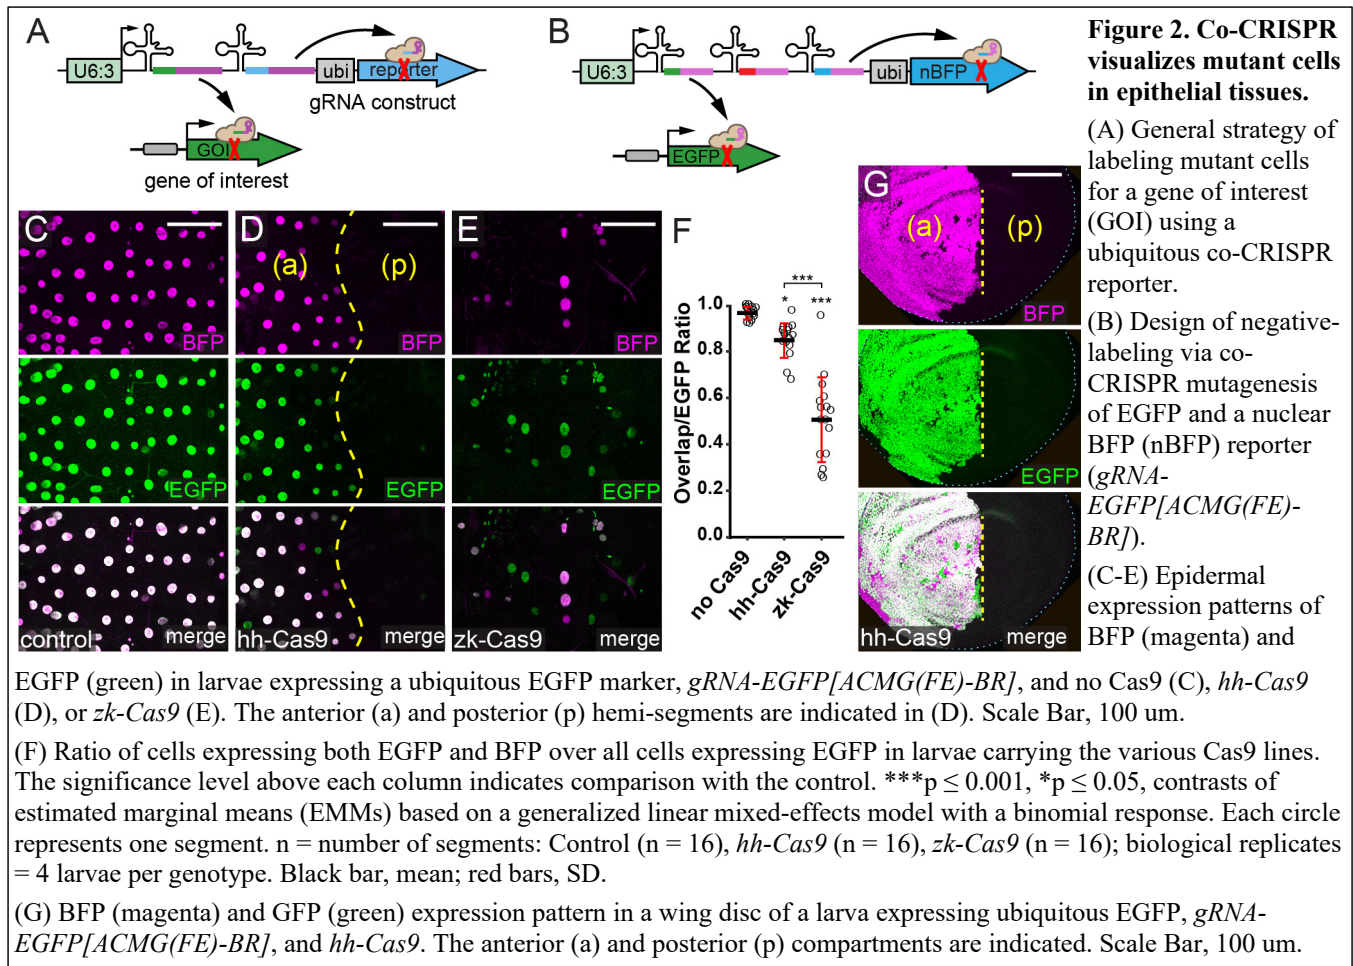 A
U6:3
ubi
reporter
gRNA construct
GOI
gene of interest
B
U6:3
ubi
nBFP
EGFP
Figure 2. Co-CRISPR
visualizes mutant cells
in epithelial tissues.
(A) General strategy of
labeling mutant cells
for a gene of interest
(GOI) using a
ubiquitous co-CRISPR
reporter.
(B) Design of negative-
labeling via co-
CRISPR mutagenesis
of EGFP and a nuclear
BFP (nBFP) reporter
(gRNA-
EGFP[ACMG(FE)-
BR]).
(C-E) Epidermal
expression patterns of
BFP (magenta) and
C
BFP
EGFP
control
merge
D
(a)
(p)
BFP
EGFP
hh-Cas9
merge
E
BFP
EGFP
zk-Cas9
merge
F
Overlap/EGFP Ratio
1.0
0.8
0.6
0.4
0.2
0.0
***
*
***
no Cas9
hh-Cas9
zk-Cas9
G
(a)
(p)
BFP
EGFP
hh-Cas9
merge
EGFP (green) in larvae expressing a ubiquitous EGFP marker, gRNA-EGFP[ACMG(FE)-BR], and no Cas9 (C), hh-Cas9
(D), or zk-Cas9 (E). The anterior (a) and posterior (p) hemi-segments are indicated in (D). Scale Bar, 100 um.
(F) Ratio of cells expressing both EGFP and BFP over all cells expressing EGFP in larvae carrying the various Cas9 lines.
The significance level above each column indicates comparison with the control. ***p ≤ 0.001, *p ≤ 0.05, contrasts of
estimated marginal means (EMMs) based on a generalized linear mixed-effects model with a binomial response. Each circle
represents one segment. n = number of segments: Control (n = 16), hh-Cas9 (n = 16), zk-Cas9 (n = 16); biological replicates
= 4 larvae per genotype. Black bar, mean; red bars, SD.
(G) BFP (magenta) and GFP (green) expression pattern in a wing disc of a larva expressing ubiquitous EGFP, gRNA-
EGFP[ACMG(FE)-BR], and hh-Cas9. The anterior (a) and posterior (p) compartments are indicated. Scale Bar, 100 um.